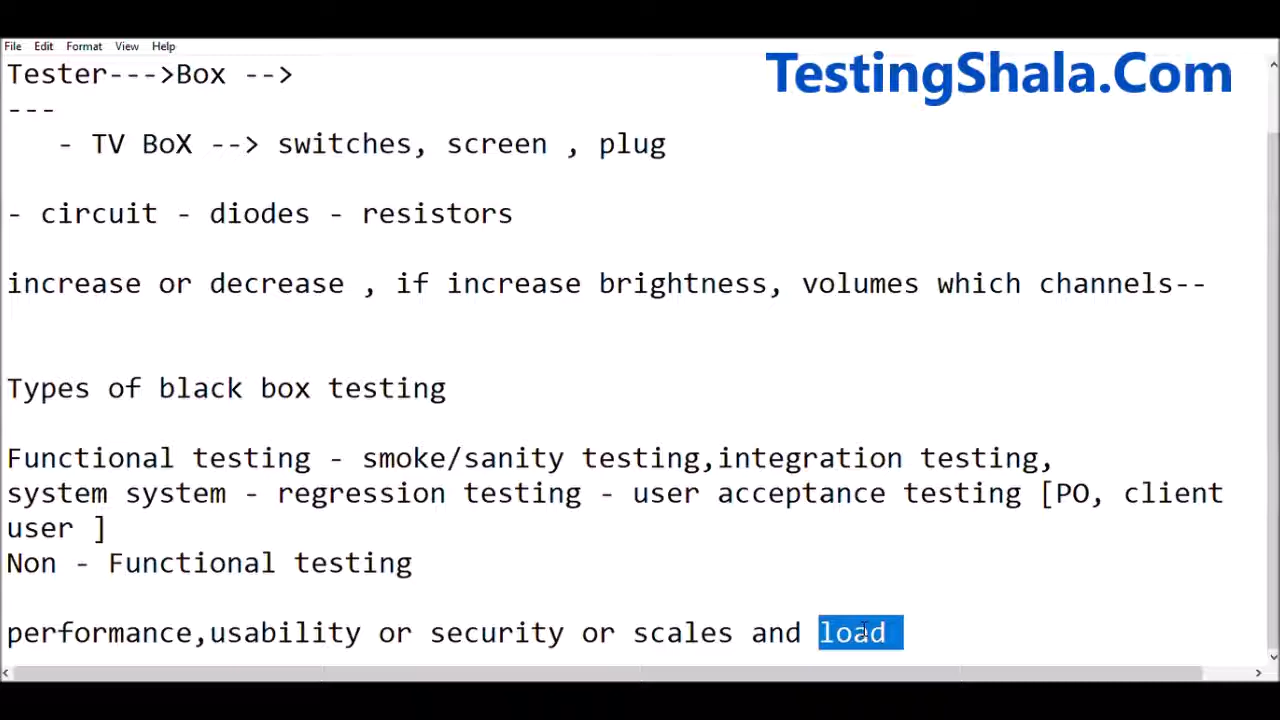 File Edit Format View Help
TestingShala.Com
Tester--->Box -->
---
- TV BoX --> switches, screen , plug
- circuit - diodes - resistors
increase or decrease , if increase brightness, volumes which channels--
Types of black box testing
Functional testing - smoke/sanity testing,integration testing,
system system - regression testing - user acceptance testing [PO, client
user ]
Non - Functional testing
performance,usability or security or scales and load